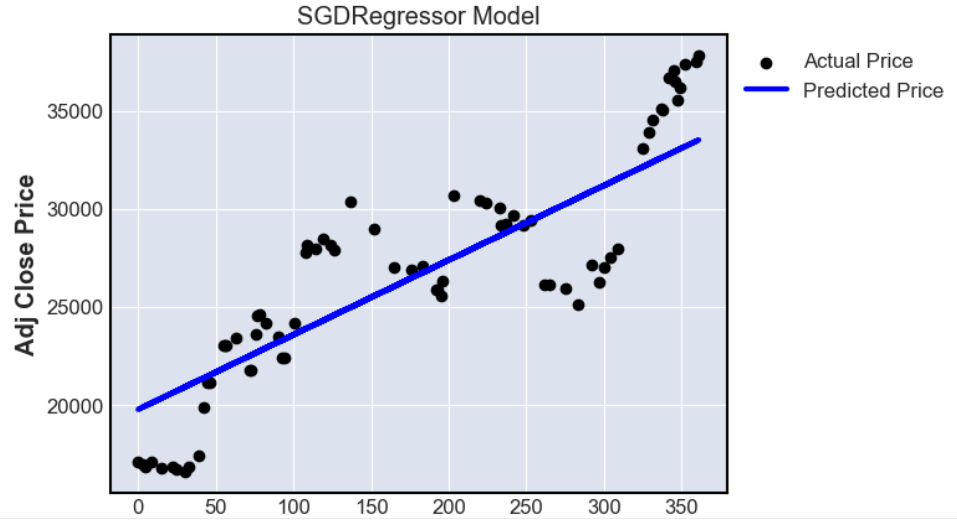 SGDRegressor Model
Actual Price
Predicted Price
Adj Close Price
35000
30000
25000
20000
0 50 100 150 200 250 300 350